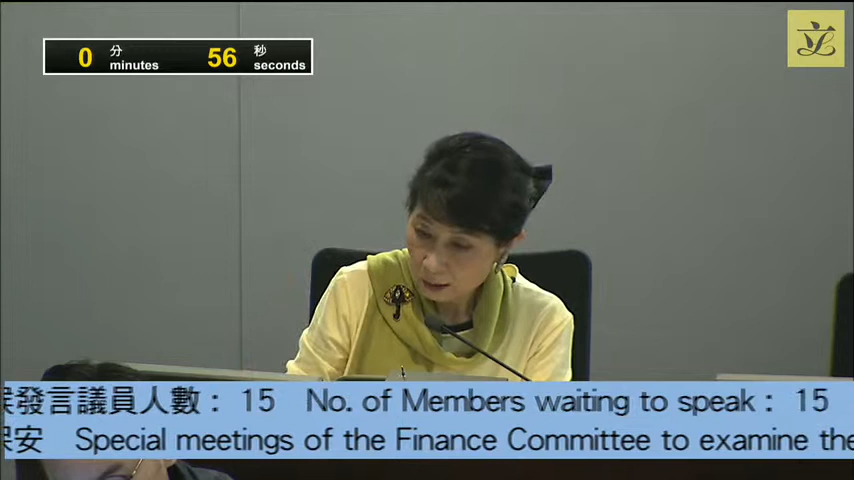 0 分 minutes 56 秒 seconds
發言議員人數： 15 No. of Members waiting to speak： 15
保安 Special meetings of the Finance Committee to examine the